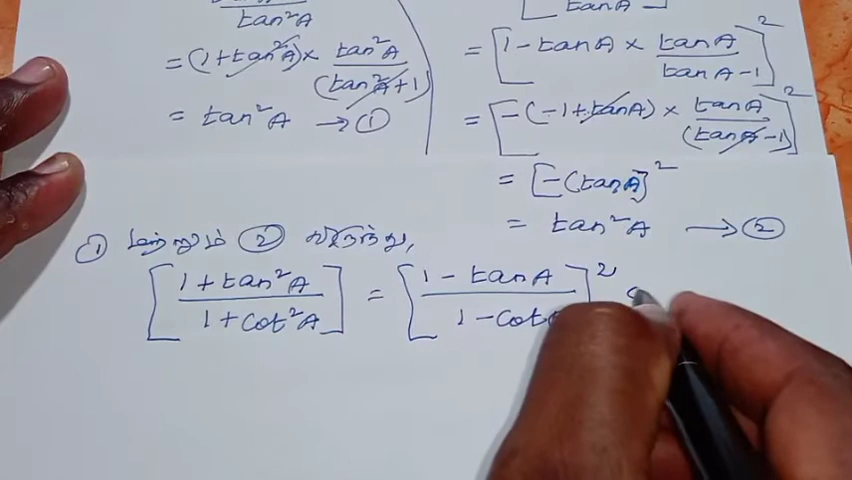 tan²A
= (1 + tan²A) × tan²A / (tan²A + 1)
= tan²A → ①
tanA ]
= [ 1 - tanA × tanA / tanA - 1 ]²
= [ -(-1 + tanA) × tanA / (tanA - 1) ]²
= [ -(tanA) ]²
= tan²A → ②
① மற்றும் ② லிருந்து,
[ 1 + tan²A / 1 + cot²A ] = [ 1 - tanA / 1 - cot ]²